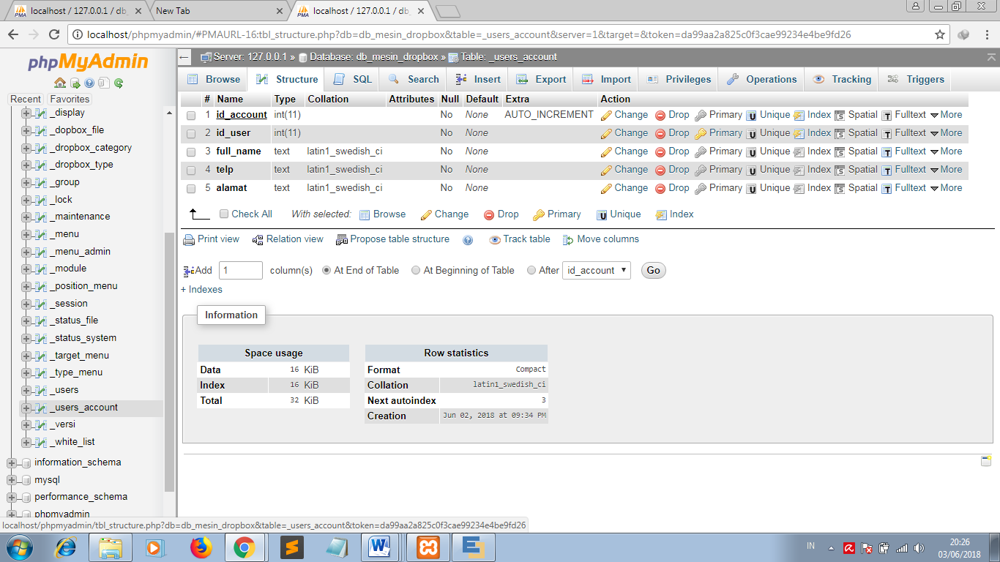 localhost / 127.0.0.1 / db_
New Tab
localhost / 127.0.0.1 / db_
localhost/phpmyadmin/#PMAURL-16:tbl_structure.php?db=db_mesin_dropbox&table=_users_account&server=1&target=&token=da99aa2a825c0f3cae99234e4be9fd26
phpMyAdmin
Recent Favorites
_display
_dopbox_file
_dropbox_category
_dropbox_type
_group
_lock
_maintenance
_menu
_menu_admin
_module
_position_menu
_session
_status_file
_status_system
_target_menu
_type_menu
_users
_users_account
_versi
_white_list
information_schema
mysql
performance_schema
phpmyadmin
Server: 127.0.0.1 » Database: db_mesin_dropbox » Table: _users_account
Browse Structure SQL Search Insert Export Import Privileges Operations Tracking Triggers
# Name Type Collation Attributes Null Default Extra Action
1 id_account int(11) No None AUTO_INCREMENT Change Drop Primary Unique Index Spatial Fulltext More
2 id_user int(11) No None Change Drop Primary Unique Index Spatial Fulltext More
3 full_name text latin1_swedish_ci No None Change Drop Primary Unique Index Spatial Fulltext More
4 telp text latin1_swedish_ci No None Change Drop Primary Unique Index Spatial Fulltext More
5 alamat text latin1_swedish_ci No None Change Drop Primary Unique Index Spatial Fulltext More
Check All With selected: Browse Change Drop Primary Unique Index
Print view Relation view Propose table structure Track table Move columns
Add 1 column(s) At End of Table At Beginning of Table After id_account Go
+ Indexes
Information
Space usage
Data 16 KiB
Index 16 KiB
Total 32 KiB
Row statistics
Format Compact
Collation latin1_swedish_ci
Next autoindex 3
Creation Jun 02, 2018 at 09:34 PM
localhost/phpmyadmin/tbl_structure.php?db=db_mesin_dropbox&table=_users_account&token=da99aa2a825c0f3cae99234e4be9fd26
IN
20:26
03/06/2018